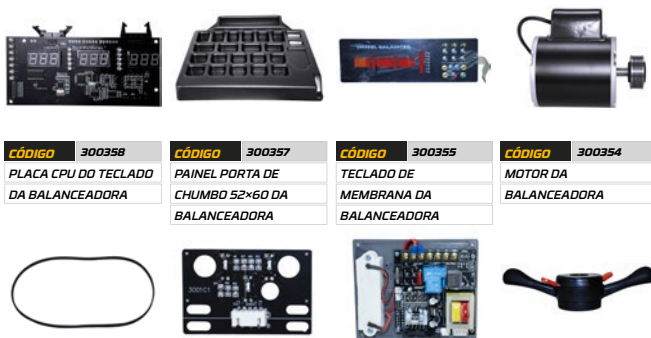 CÓDIGO 300358
PLACA CPU DO TECLADO
DA BALANCEADORA
CÓDIGO 300357
PAINEL PORTA DE
CHUMBO 52×60 DA
BALANCEADORA
CÓDIGO 300355
TECLADO DE
MEMBRANA DA
BALANCEADORA
CÓDIGO 300354
MOTOR DA
BALANCEADORA
3001C1